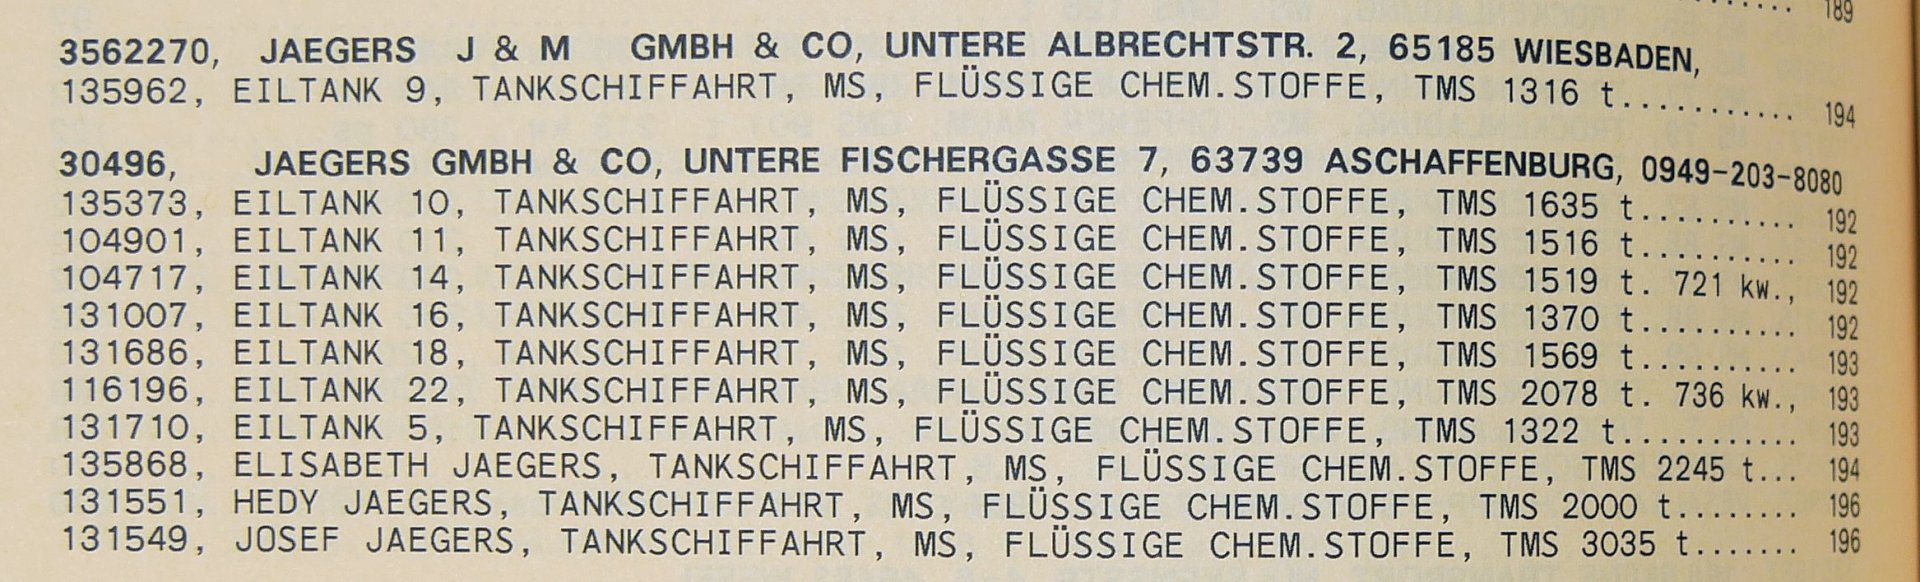 189
3562270, JAEGERS J & M GMBH & CO, UNTERE ALBRECHTSTR. 2, 65185 WIESBADEN,
135962, EILTANK 9, TANKSCHIFFAHRT, MS, FLÜSSIGE CHEM.STOFFE, TMS 1316 t.......... 194
30496, JAEGERS GMBH & CO, UNTERE FISCHERGASSE 7, 63739 ASCHAFFENBURG, 0949-203-8080
135373, EILTANK 10, TANKSCHIFFAHRT, MS, FLÜSSIGE CHEM.STOFFE, TMS 1635 t.......... 192
104901, EILTANK 11, TANKSCHIFFAHRT, MS, FLÜSSIGE CHEM.STOFFE, TMS 1516 t.......... 192
104717, EILTANK 14, TANKSCHIFFAHRT, MS, FLÜSSIGE CHEM.STOFFE, TMS 1519 t. 721 kw., 192
131007, EILTANK 16, TANKSCHIFFAHRT, MS, FLÜSSIGE CHEM.STOFFE, TMS 1370 t.......... 192
131686, EILTANK 18, TANKSCHIFFAHRT, MS, FLÜSSIGE CHEM.STOFFE, TMS 1569 t.......... 193
116196, EILTANK 22, TANKSCHIFFAHRT, MS, FLÜSSIGE CHEM.STOFFE, TMS 2078 t. 736 kw., 193
131710, EILTANK 5, TANKSCHIFFAHRT, MS, FLÜSSIGE CHEM.STOFFE, TMS 1322 t........... 193
135868, ELISABETH JAEGERS, TANKSCHIFFAHRT, MS, FLÜSSIGE CHEM.STOFFE, TMS 2245 t... 194
131551, HEDY JAEGERS, TANKSCHIFFAHRT, MS, FLÜSSIGE CHEM.STOFFE, TMS 2000 t........ 196
131549, JOSEF JAEGERS, TANKSCHIFFAHRT, MS, FLÜSSIGE CHEM.STOFFE, TMS 3035 t....... 196